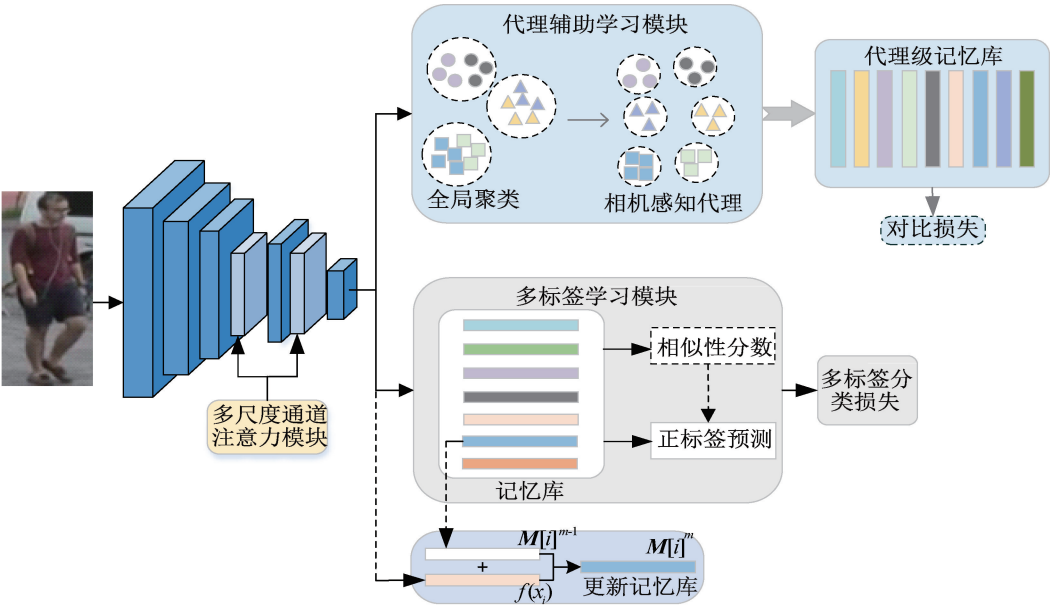 代理辅助学习模块
全局聚类
相机感知代理
代理级记忆库
对比损失
多尺度通道
注意力模块
多标签学习模块
相似性分数
正标签预测
记忆库
多标签分
类损失
M[i]^{m-1}
+
f(x_i)
M[i]^m
更新记忆库